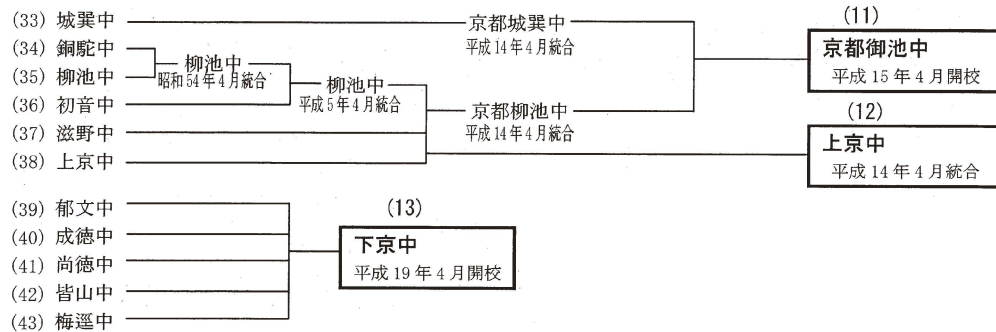 (33) 城巽中
京都城巽中
平成14年4月統合
(11)
京都御池中
平成15年4月開校
(34) 銅駝中
(35) 柳池中
柳池中
昭和54年4月統合
(36) 初音中
柳池中
平成5年4月統合
京都柳池中
平成14年4月統合
(37) 滋野中
(38) 上京中
(12)
上京中
平成14年4月統合
(39) 郁文中
(40) 成徳中
(41) 尚徳中
(42) 皆山中
(43) 梅逕中
(13)
下京中
平成19年4月開校